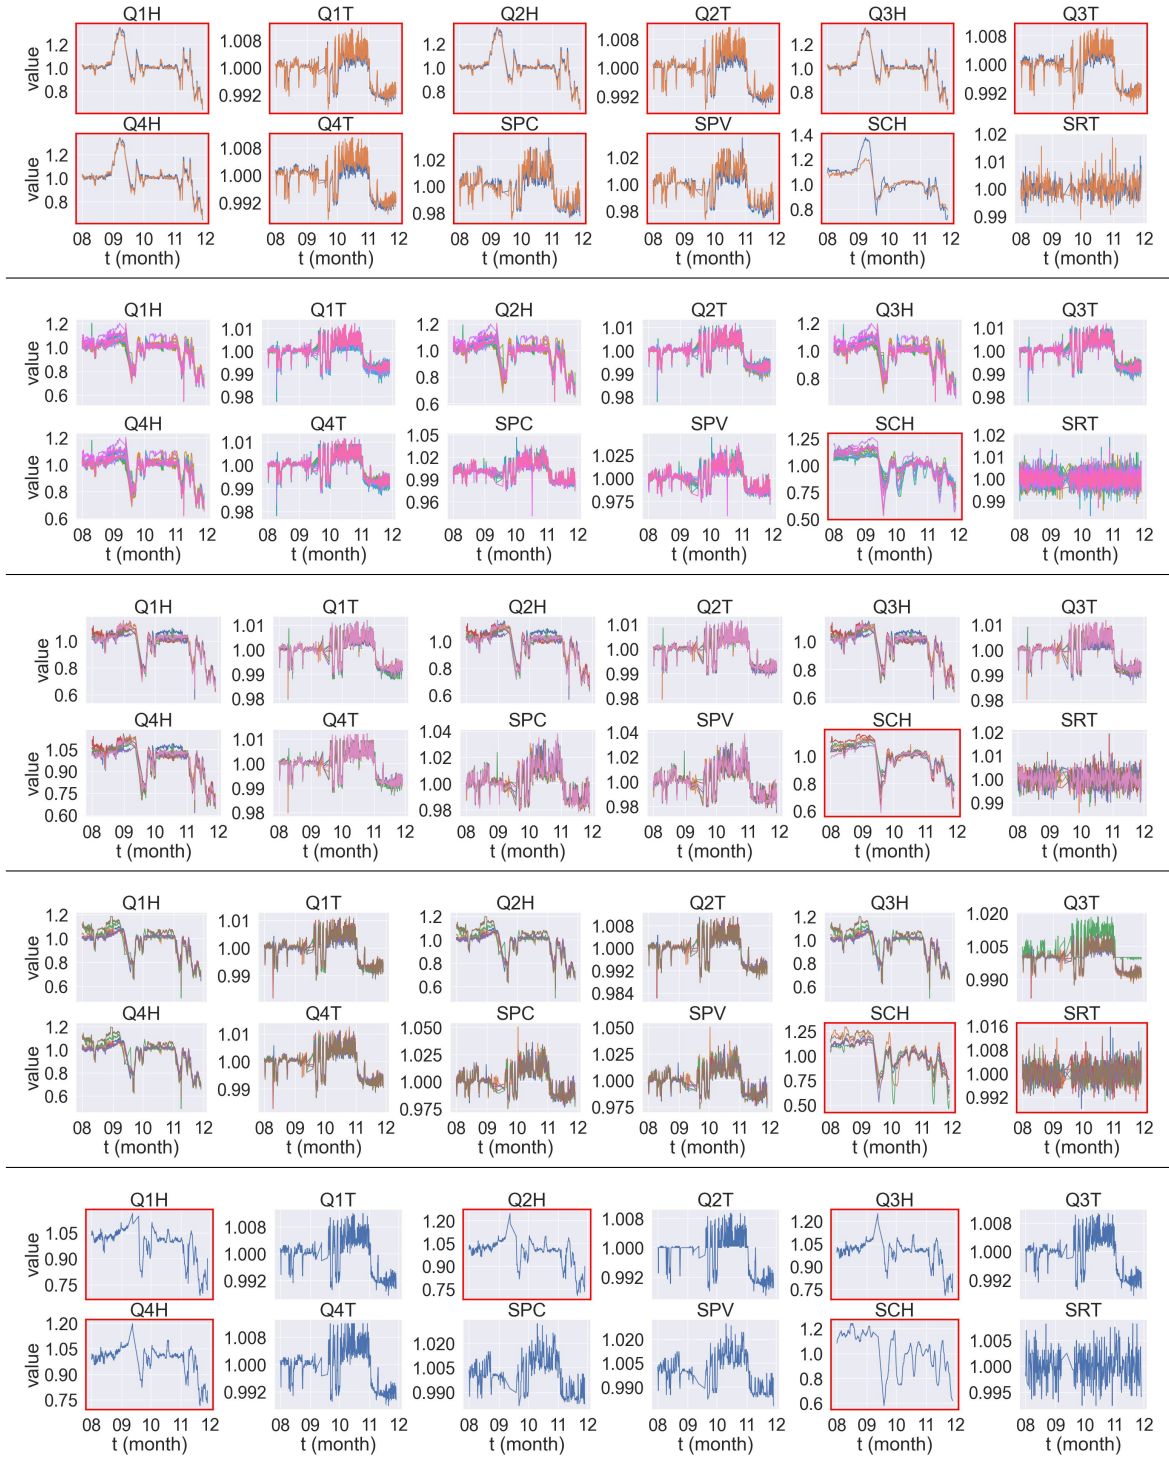 Q1H Q1T Q2H Q2T Q3H Q3T
value 1.2 1.0 0.8 1.008 1.000 0.992 1.2 1.0 0.8 1.008 1.000 0.992 1.2 1.0 0.8 1.008 1.000 0.992
Q4H Q4T SPC SPV SCH SRT
value 1.2 1.0 0.8 1.008 1.000 0.992 1.02 1.00 0.98 1.02 1.00 0.98 1.4 1.2 1.0 0.8 1.02 1.01 1.00 0.99
08 09 10 11 12 08 09 10 11 12 08 09 10 11 12 08 09 10 11 12 08 09 10 11 12 08 09 10 11 12
t (month) t (month) t (month) t (month) t (month) t (month)
Q1H Q1T Q2H Q2T Q3H Q3T
value 1.2 1.0 0.8 0.6 1.01 1.00 0.99 0.98 1.2 1.0 0.8 0.6 1.01 1.00 0.99 0.98 1.2 1.0 0.8 1.01 1.00 0.99 0.98
Q4H Q4T SPC SPV SCH SRT
value 1.2 1.0 0.8 0.6 1.01 1.00 0.99 0.98 1.05 1.02 0.99 0.96 1.025 1.000 0.975 1.25 1.00 0.75 0.50 1.02 1.01 1.00 0.99
08 09 10 11 12 08 09 10 11 12 08 09 10 11 12 08 09 10 11 12 08 09 10 11 12 08 09 10 11 12
t (month) t (month) t (month) t (month) t (month) t (month)
Q1H Q1T Q2H Q2T Q3H Q3T
value 1.0 0.8 0.6 1.01 1.00 0.99 0.98 1.0 0.8 0.6 1.01 1.00 0.99 0.98 1.0 0.8 0.6 1.01 1.00 0.99 0.98
Q4H Q4T SPC SPV SCH SRT
value 1.05 0.90 0.75 0.60 1.01 1.00 0.99 0.98 1.04 1.02 1.00 0.98 1.04 1.02 1.00 0.98 1.0 0.8 0.6 1.02 1.01 1.00 0.99
08 09 10 11 12 08 09 10 11 12 08 09 10 11 12 08 09 10 11 12 08 09 10 11 12 08 09 10 11 12
t (month) t (month) t (month) t (month) t (month) t (month)
Q1H Q1T Q2H Q2T Q3H Q3T
value 1.2 1.0 0.8 0.6 1.01 1.00 0.99 1.2 1.0 0.8 0.6 1.008 1.000 0.992 0.984 1.2 1.0 0.8 0.6 1.020 1.005 0.990
Q4H Q4T SPC SPV SCH SRT
value 1.2 1.0 0.8 0.6 1.01 1.00 0.99 1.050 1.025 1.000 0.975 1.050 1.025 1.000 0.975 1.25 1.00 0.75 0.50 1.016 1.008 1.000 0.992
08 09 10 11 12 08 09 10 11 12 08 09 10 11 12 08 09 10 11 12 08 09 10 11 12 08 09 10 11 12
t (month) t (month) t (month) t (month) t (month) t (month)
Q1H Q1T Q2H Q2T Q3H Q3T
value 1.05 0.90 0.75 1.008 1.000 0.992 1.20 1.05 0.90 0.75 1.008 1.000 0.992 1.20 1.05 0.90 0.75 1.008 1.000 0.992
Q4H Q4T SPC SPV SCH SRT
value 1.20 1.05 0.90 0.75 1.008 1.000 0.992 1.020 1.005 0.990 1.020 1.005 0.990 1.2 1.0 0.8 0.6 1.005 1.000 0.995
08 09 10 11 12 08 09 10 11 12 08 09 10 11 12 08 09 10 11 12 08 09 10 11 12 08 09 10 11 12
t (month) t (month) t (month) t (month) t (month) t (month)